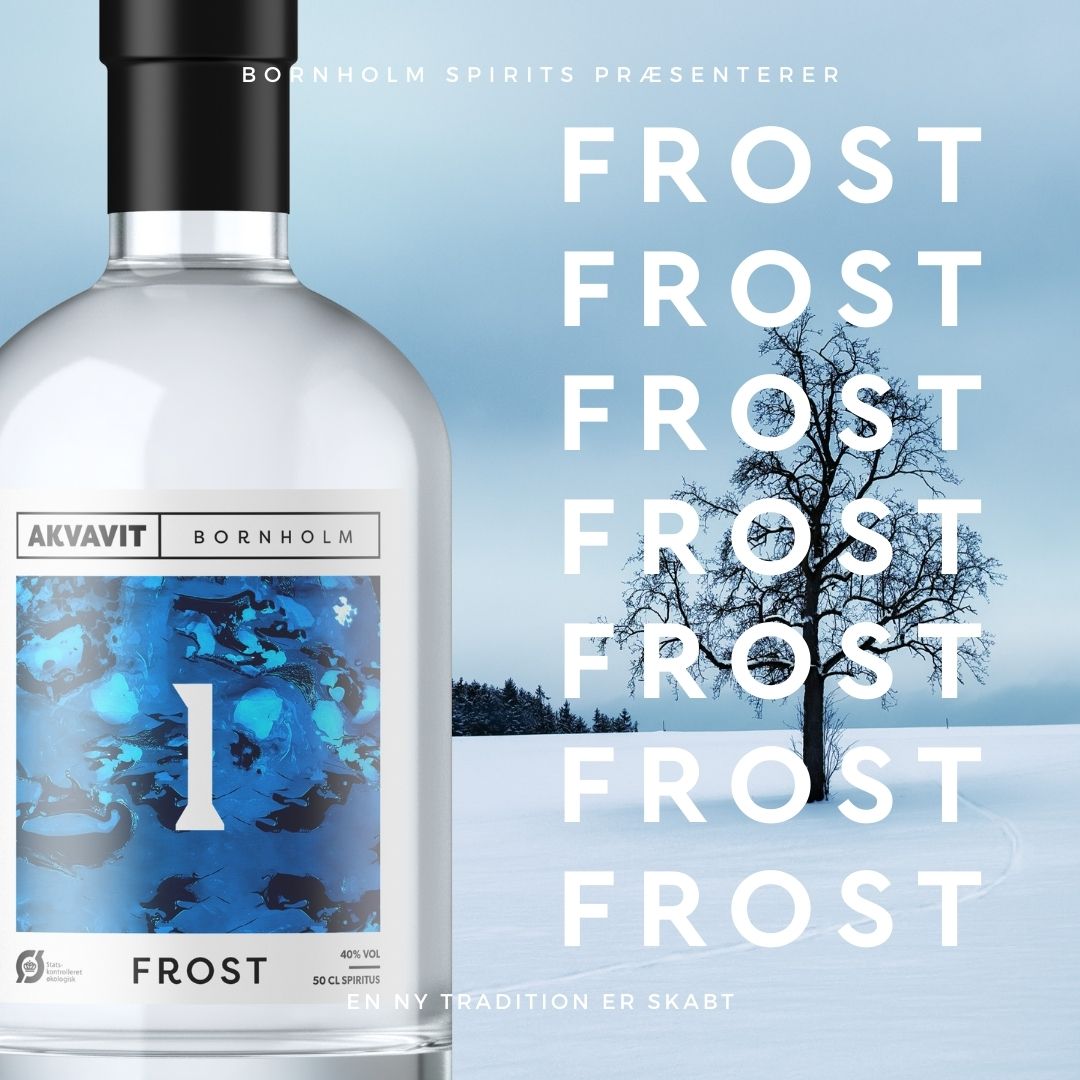 BORNHOLM SPIRITS PRÆSENTERER
FROST
FROST
FROST
FROST
FROST
FROST
FROST
AKVAVIT BORNHOLM
1
Ø
Stats-
kontrolleret
økologisk
FROST
40% VOL
50 CL SPIRITUS
EN NY TRADITION ER SKABT